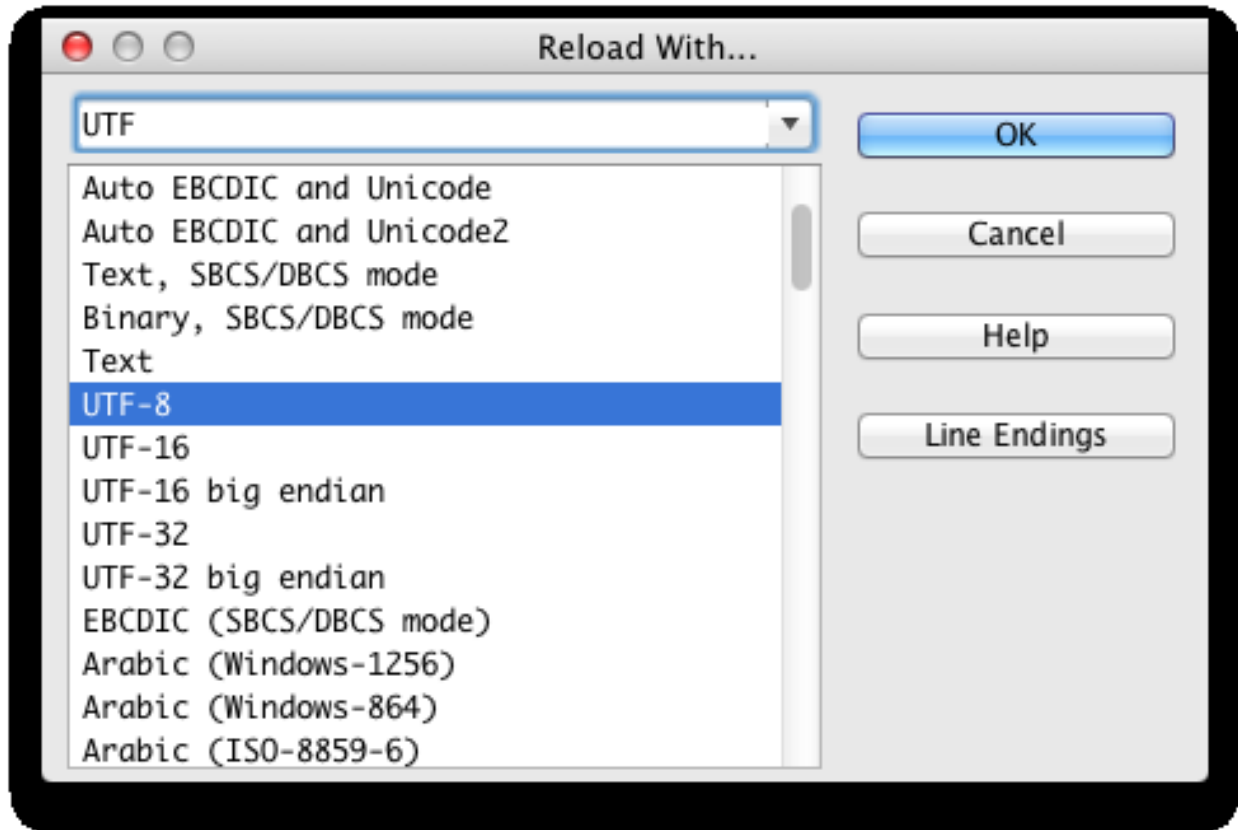 Reload With...
UTF
OK
Cancel
Help
Line Endings
Auto EBCDIC and Unicode
Auto EBCDIC and Unicode2
Text, SBCS/DBCS mode
Binary, SBCS/DBCS mode
Text
UTF-8
UTF-16
UTF-16 big endian
UTF-32
UTF-32 big endian
EBCDIC (SBCS/DBCS mode)
Arabic (Windows-1256)
Arabic (Windows-864)
Arabic (ISO-8859-6)